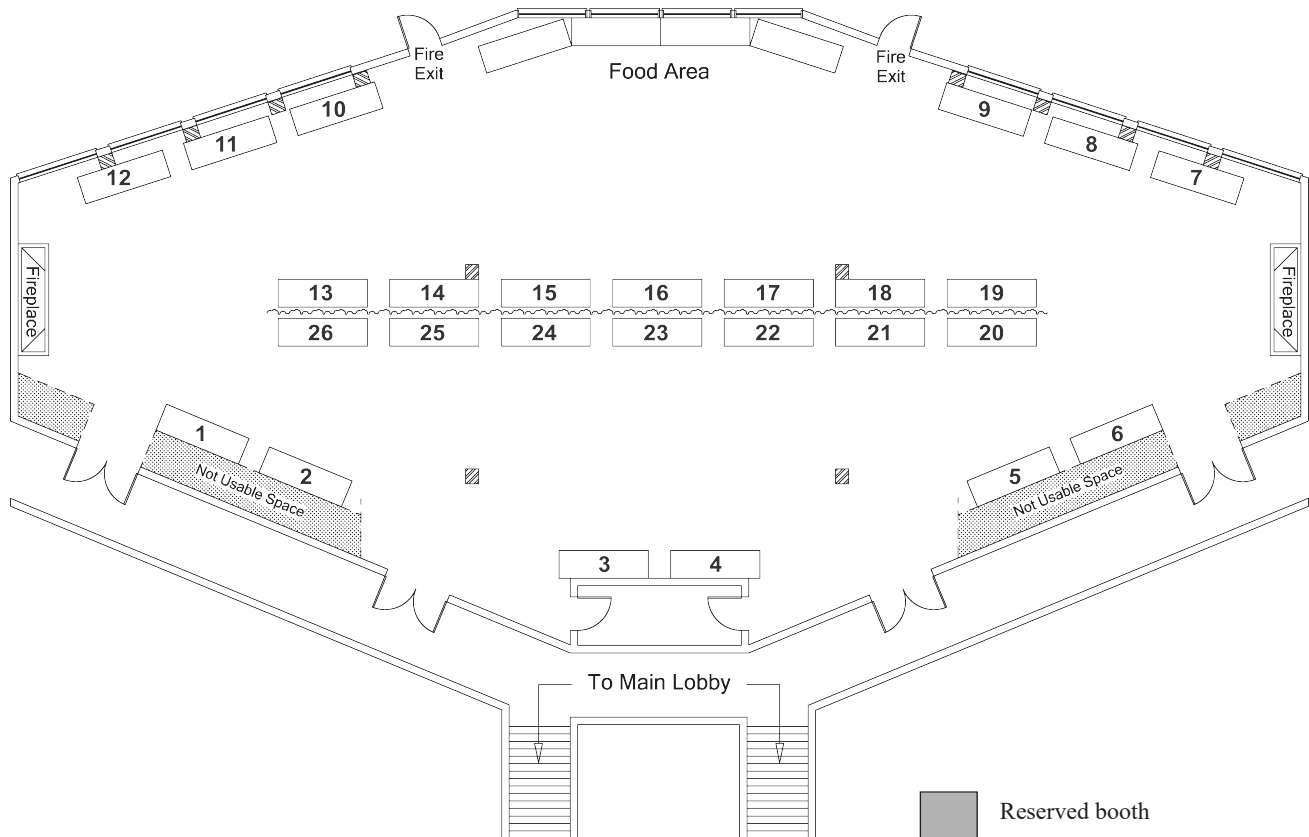 Fire
Exit
Food Area
Fire
Exit
10
11
12
9
8
7
Fireplace
Fireplace
13
14
15
16
17
18
19
26
25
24
23
22
21
20
1
2
Not Usable Space
6
5
Not Usable Space
3
4
To Main Lobby
Reserved booth